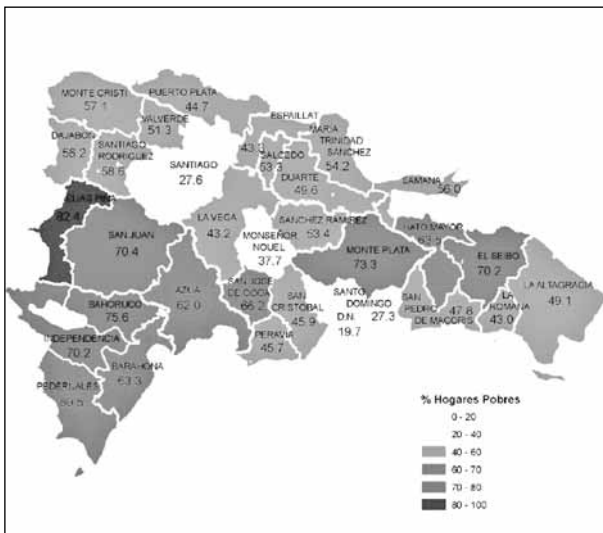 MONTE CRISTI
57.1
PUERTO PLATA
44.7
VALVERDE
51.3
ESPAILLAT
43.3
MARIA
TRINIDAD
SANCHEZ
54.2
DAJABON
58.2
SANTIAGO
RODRIGUEZ
58.6
SANTIAGO
27.6
SALCEDO
53.3
DUARTE
49.6
SAMANA
56.0
ELIAS PIÑA
82.4
SAN JUAN
70.4
LA VEGA
43.2
MONSEÑOR
NOUEL
37.7
SANCHEZ RAMIREZ
53.4
MONTE PLATA
73.3
HATO MAYOR
63.5
EL SEIBO
70.2
LA ALTAGRACIA
49.1
AZUA
62.0
SAN JOSE
DE OCOA
66.2
SAN
CRISTOBAL
45.9
SANTO
DOMINGO
27.3
D.N.
19.7
SAN
PEDRO
DE MACORIS
47.8
LA
ROMANA
43.0
BAHORUCO
75.6
PERAVIA
45.7
INDEPENDENCIA
70.2
BARAHONA
63.3
PEDERNALES
% Hogares Pobres
0 - 20
20 - 40
40 - 60
60 - 70
70 - 80
80 - 100